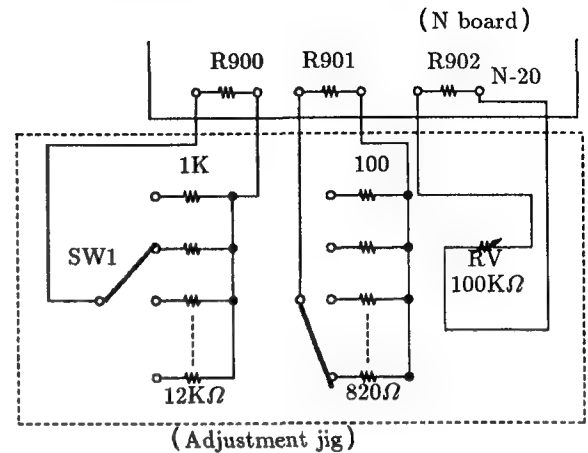 (N board)
R900 R901 R902 N-20
1K 100
SW1 RV
100KΩ
12KΩ 820Ω
(Adjustment jig)